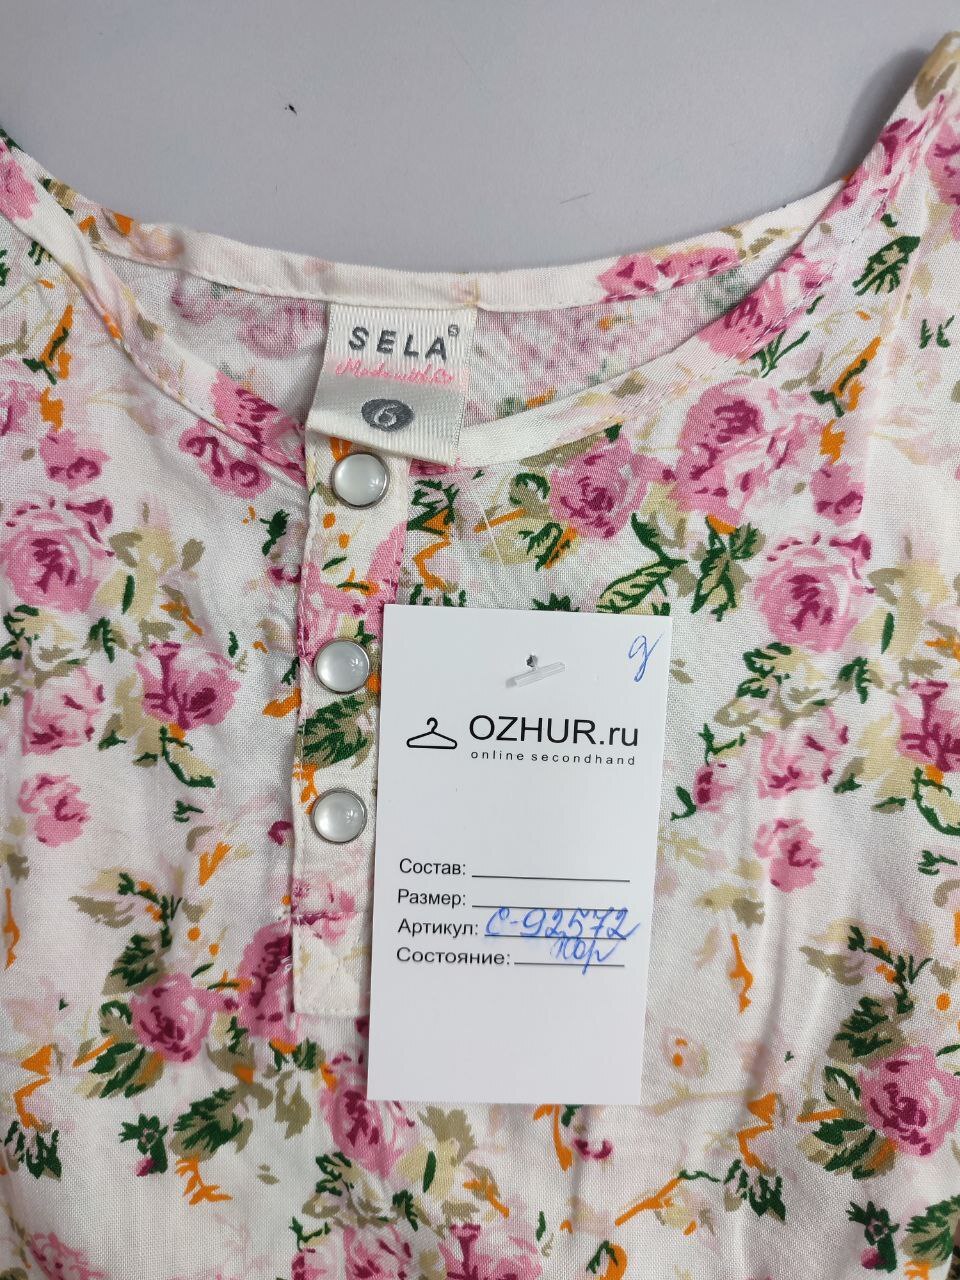 SELA
6
д
OZHUR.ru
online secondhand
Состав:
Размер:
Артикул: С-92572
Состояние: хор